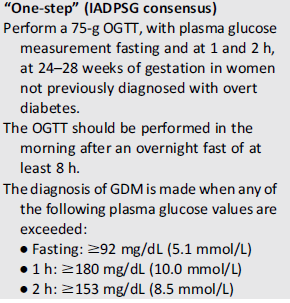 “One-step” (IADPSG consensus)
Perform a 75-g OGTT, with plasma glucose
measurement fasting and at 1 and 2 h,
at 24–28 weeks of gestation in women
not previously diagnosed with overt
diabetes.
The OGTT should be performed in the
morning after an overnight fast of at
least 8 h.
The diagnosis of GDM is made when any of
the following plasma glucose values are
exceeded:
● Fasting: ≥92 mg/dL (5.1 mmol/L)
● 1 h: ≥180 mg/dL (10.0 mmol/L)
● 2 h: ≥153 mg/dL (8.5 mmol/L)